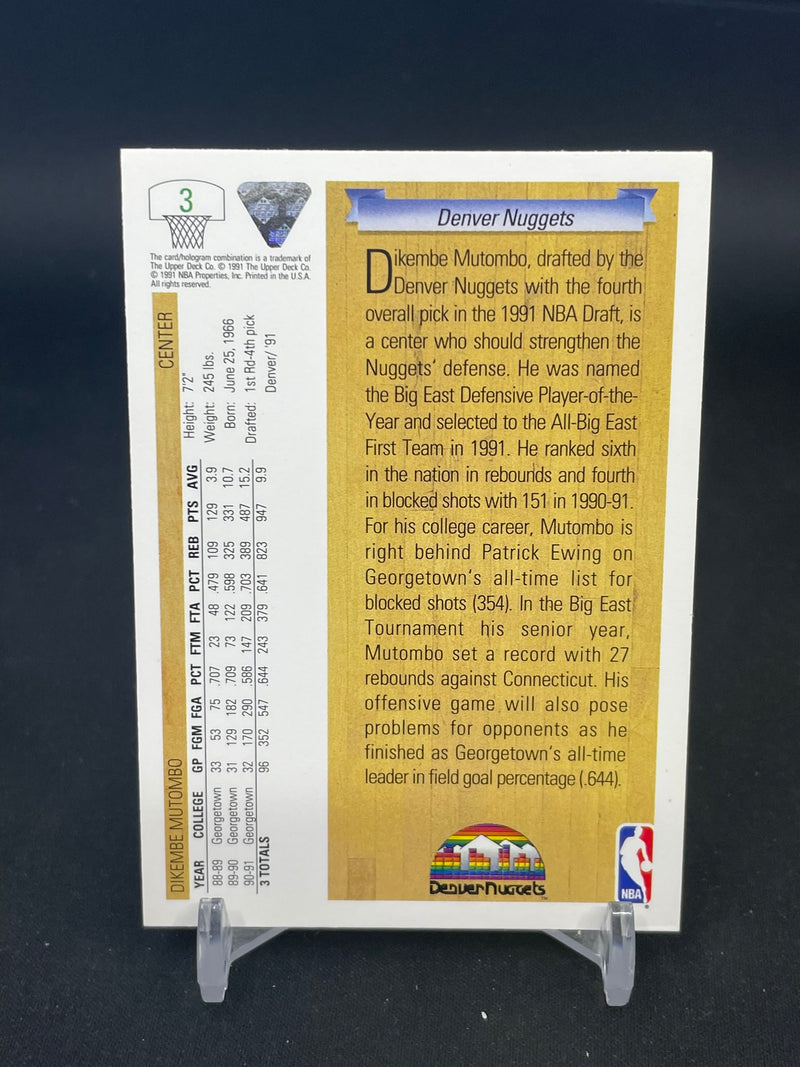 3
The card/hologram combination is a trademark of
The Upper Deck Co. © 1991 The Upper Deck Co.
© 1991 NBA Properties, Inc. Printed in the U.S.A.
All rights reserved.
DIKEMBE MUTOMBO CENTER
Height: 7'2"
Weight: 245 lbs.
Born: June 25, 1966
Drafted: 1st Rd-4th pick
Denver/'91
YEAR COLLEGE GP FGM FGA PCT FTM FTA PCT REB PTS AVG
88-89 Georgetown 33 53 75 .707 23 48 .479 109 129 3.9
89-90 Georgetown 31 129 182 .709 73 122 .598 325 331 10.7
90-91 Georgetown 32 170 290 .586 147 209 .703 389 487 15.2
3 TOTALS 96 352 547 .644 243 379 .641 823 947 9.9
Denver Nuggets
Dikembe Mutombo, drafted by the
Denver Nuggets with the fourth
overall pick in the 1991 NBA Draft, is
a center who should strengthen the
Nuggets' defense. He was named
the Big East Defensive Player-of-the-
Year and selected to the All-Big East
First Team in 1991. He ranked sixth
in the nation in rebounds and fourth
in blocked shots with 151 in 1990-91.
For his college career, Mutombo is
right behind Patrick Ewing on
Georgetown's all-time list for
blocked shots (354). In the Big East
Tournament his senior year,
Mutombo set a record with 27
rebounds against Connecticut. His
offensive game will also pose
problems for opponents as he
finished as Georgetown's all-time
leader in field goal percentage (.644).
Denver Nuggets
™
NBA
®